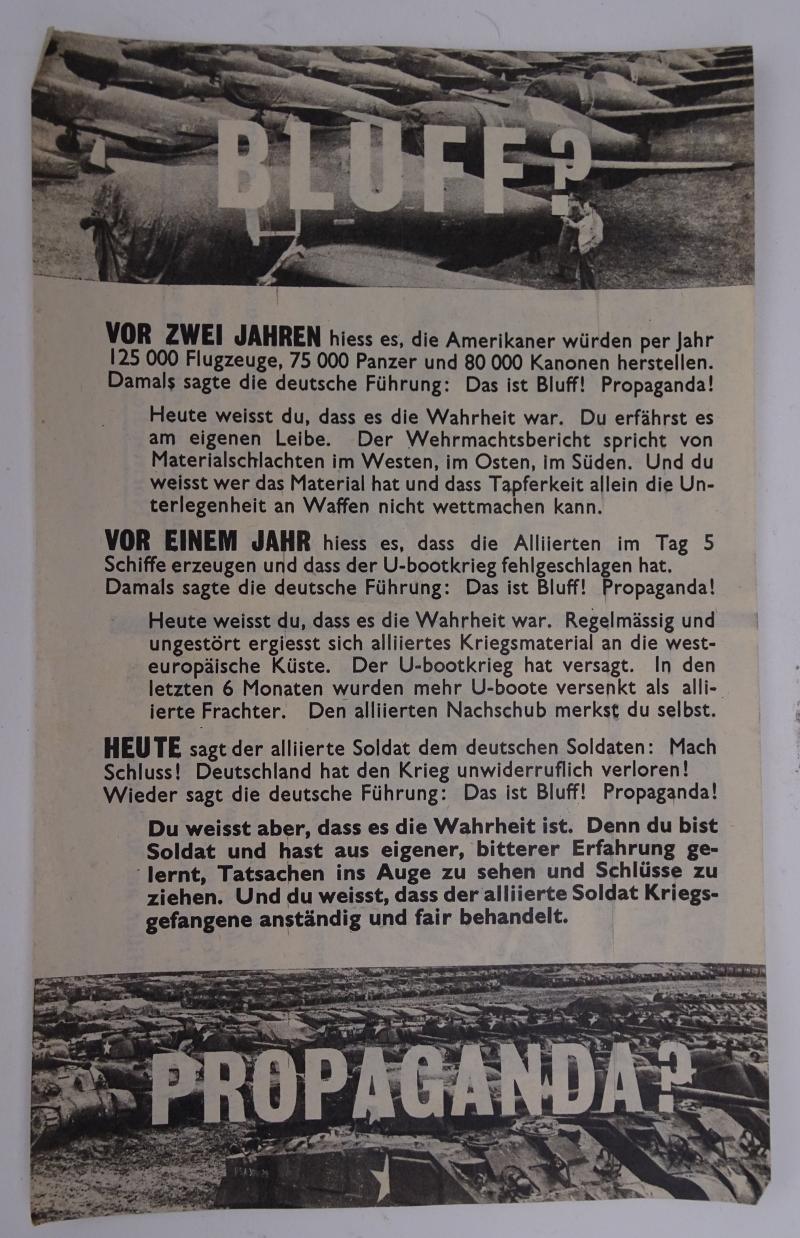 BLUFF?
VOR ZWEI JAHREN hiess es, die Amerikaner würden per Jahr
125 000 Flugzeuge, 75 000 Panzer und 80 000 Kanonen herstellen.
Damals sagte die deutsche Führung: Das ist Bluff! Propaganda!
Heute weisst du, dass es die Wahrheit war. Du erfährst es
am eigenen Leibe. Der Wehrmachtsbericht spricht von
Materialschlachten im Westen, im Osten, im Süden. Und du
weisst wer das Material hat und dass Tapferkeit allein die Un-
terlegenheit an Waffen nicht wettmachen kann.
VOR EINEM JAHR hiess es, dass die Alliierten im Tag 5
Schiffe erzeugen und dass der U-bootkrieg fehlgeschlagen hat.
Damals sagte die deutsche Führung: Das ist Bluff! Propaganda!
Heute weisst du, dass es die Wahrheit war. Regelmässig und
ungestört ergiesst sich alliiertes Kriegsmaterial an die west-
europäische Küste. Der U-bootkrieg hat versagt. In den
letzten 6 Monaten wurden mehr U-boote versenkt als alli-
ierte Frachter. Den alliierten Nachschub merkst du selbst.
HEUTE sagt der alliierte Soldat dem deutschen Soldaten: Mach
Schluss! Deutschland hat den Krieg unwiderruflich verloren!
Wieder sagt die deutsche Führung: Das ist Bluff! Propaganda!
Du weisst aber, dass es die Wahrheit ist. Denn du bist
Soldat und hast aus eigener, bitterer Erfahrung ge-
lernt, Tatsachen ins Auge zu sehen und Schlüsse zu
ziehen. Und du weisst, dass der alliierte Soldat Kriegs-
gefangene anständig und fair behandelt.
PROPAGANDA?